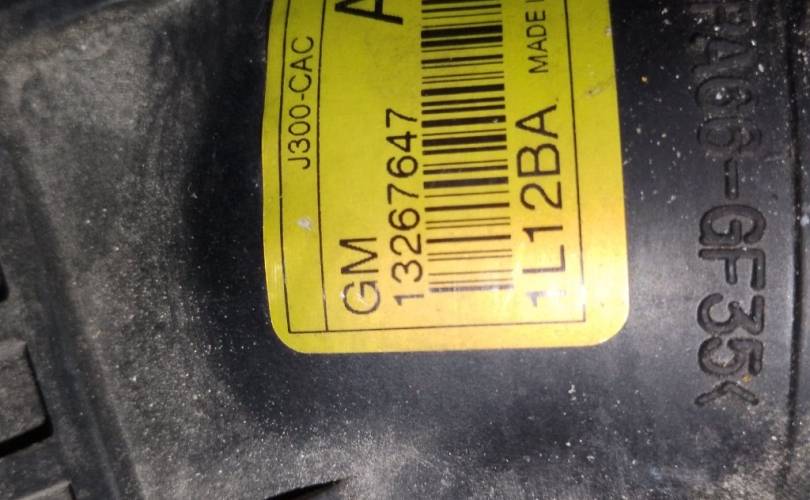 J300-CAC
GM A
13267647
1L12BA MADE
PA66-GF35<